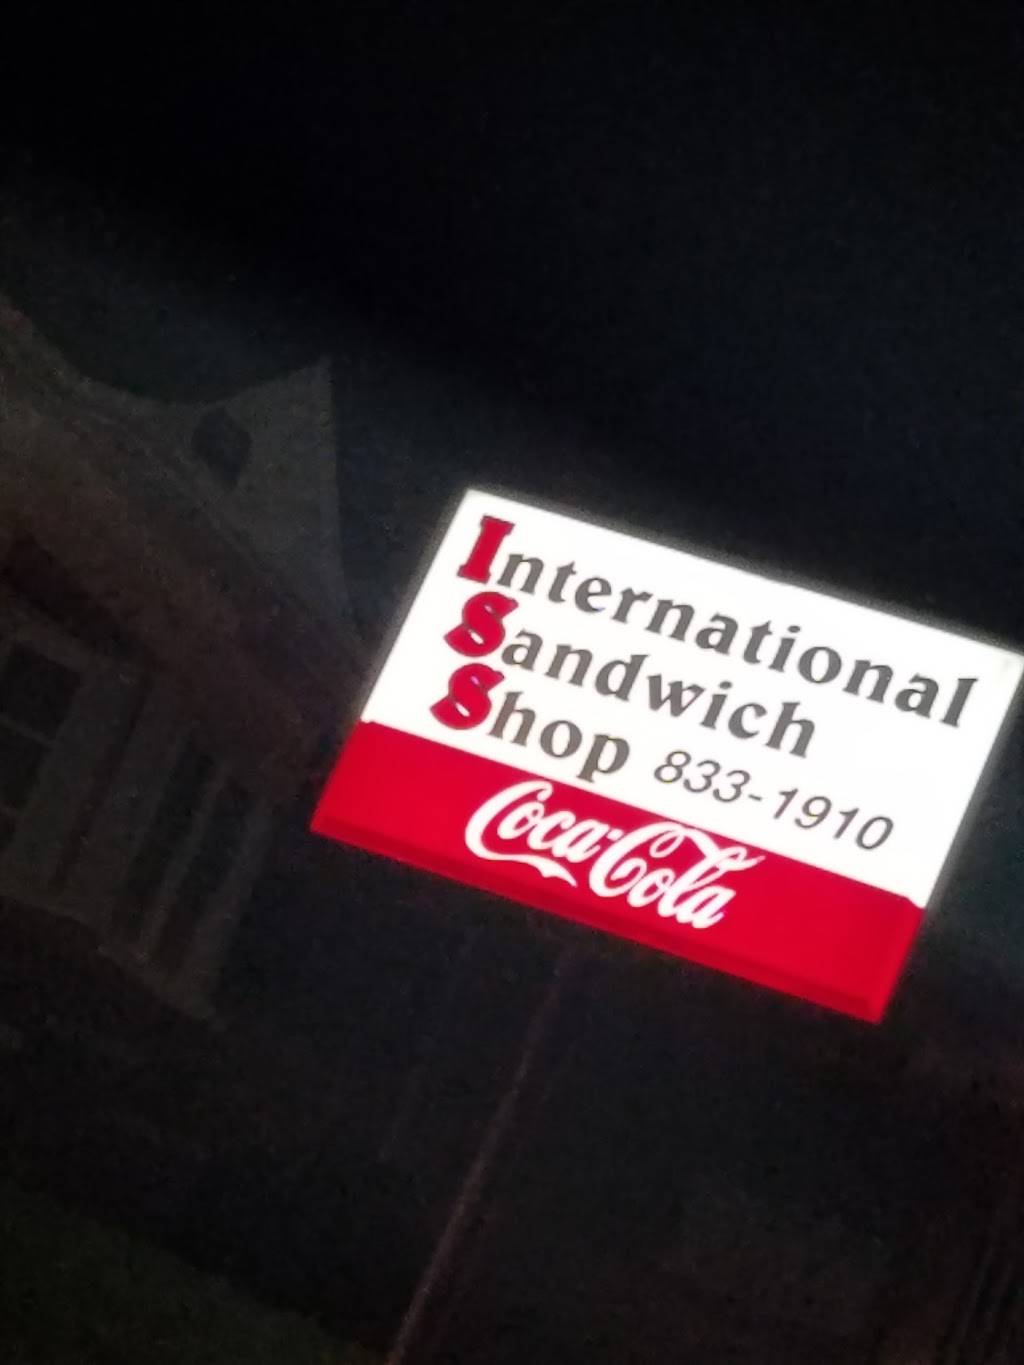 International
Sandwich
Shop 833-1910
Coca-Cola